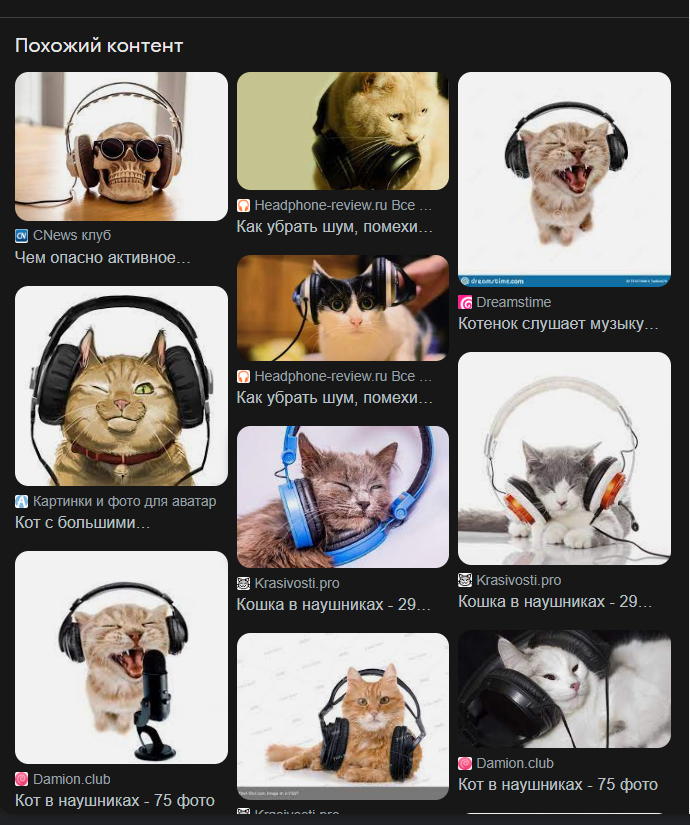 Похожий контент
CNews клуб
Чем опасно активное…
Картинки и фото для аватар
Кот с большими…
Damion.club
Кот в наушниках - 75 фото
Headphone-review.ru Все …
Как убрать шум, помехи…
Headphone-review.ru Все …
Как убрать шум, помехи…
Krasivosti.pro
Кошка в наушниках - 29…
Krasivosti.pro
dreamstime.com
Dreamstime
Котенок слушает музыку…
Krasivosti.pro
Кошка в наушниках - 29…
Damion.club
Кот в наушниках - 75 фото